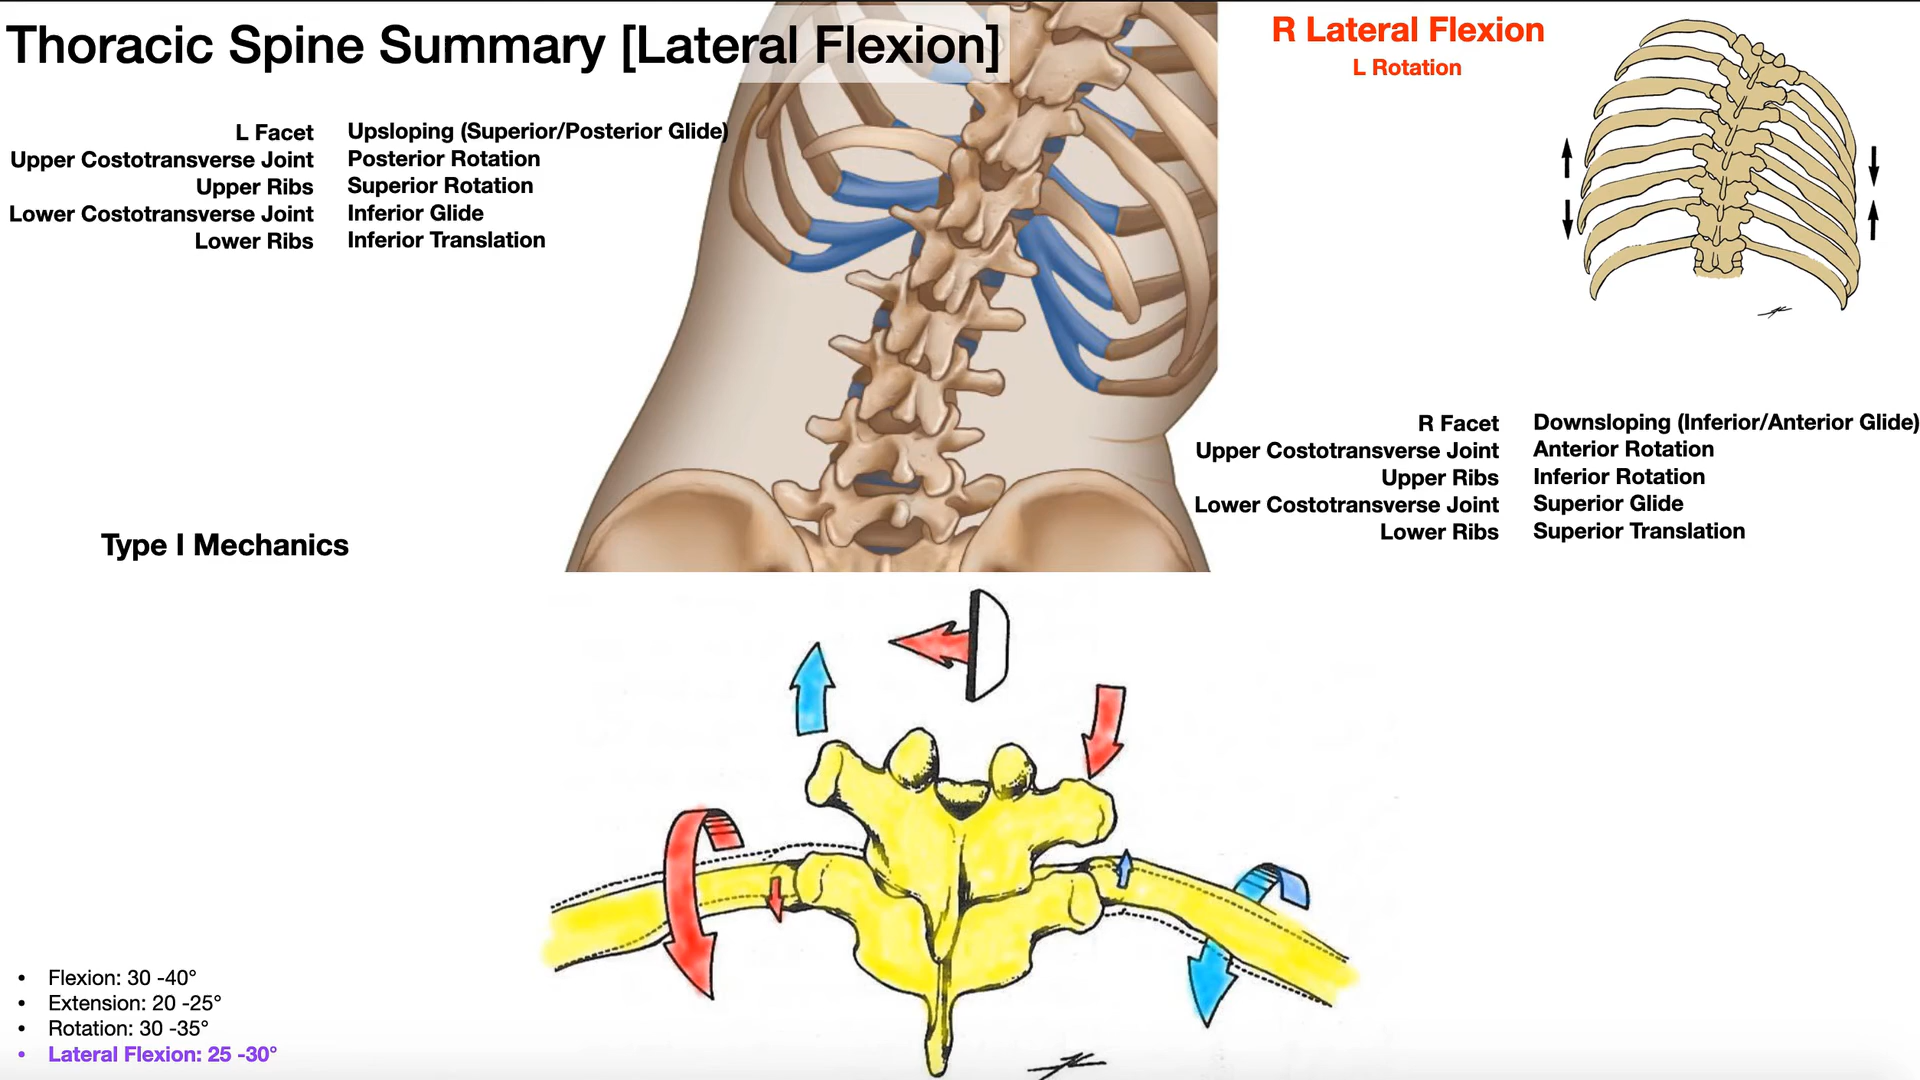 Thoracic Spine Summary [Lateral Flexion]
R Lateral Flexion
L Rotation
L Facet Upsloping (Superior/Posterior Glide)
Upper Costotransverse Joint Posterior Rotation
Upper Ribs Superior Rotation
Lower Costotransverse Joint Inferior Glide
Lower Ribs Inferior Translation
R Facet Downsloping (Inferior/Anterior Glide)
Upper Costotransverse Joint Anterior Rotation
Upper Ribs Inferior Rotation
Lower Costotransverse Joint Superior Glide
Lower Ribs Superior Translation
Type I Mechanics
• Flexion: 30 -40°
• Extension: 20 -25°
• Rotation: 30 -35°
• Lateral Flexion: 25 -30°